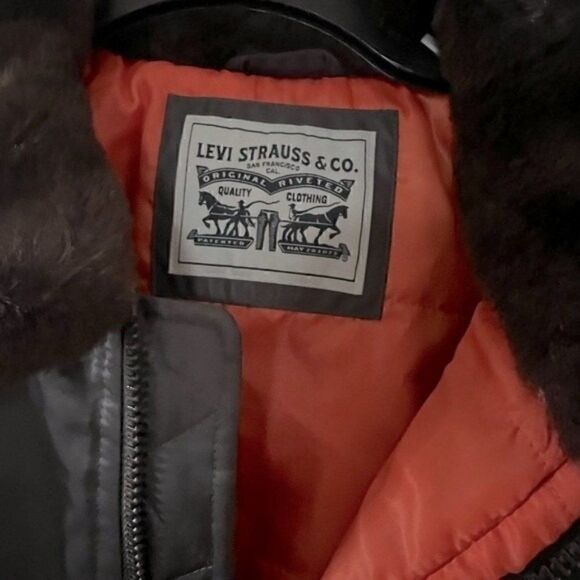 LEVI STRAUSS & CO.
SAN FRANCISCO
CAL.
ORIGINAL RIVETED
QUALITY CLOTHING
PATENTED MAY 20 1873